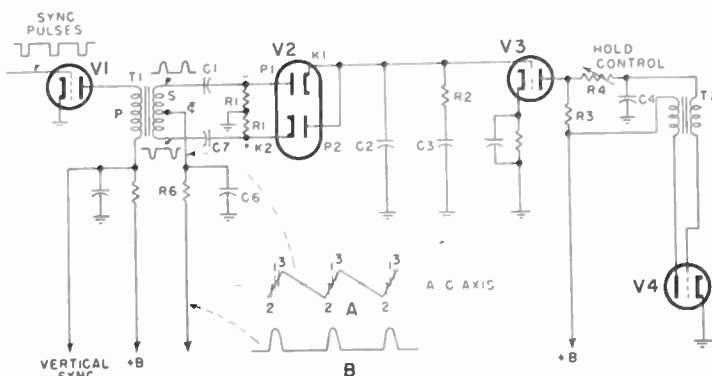 SYNC
PULSES
V1
T1
P
S
C1
C7
R1
R1
P1
K1
V2
K2
P2
C2
R2
C3
V3
HOLD
CONTROL
R4
C4
R3
R6
C6
1 3
1 3
1 3
2
2
2
A
A C AXIS
V4
B
VERTICAL
SYNC
+B
+B